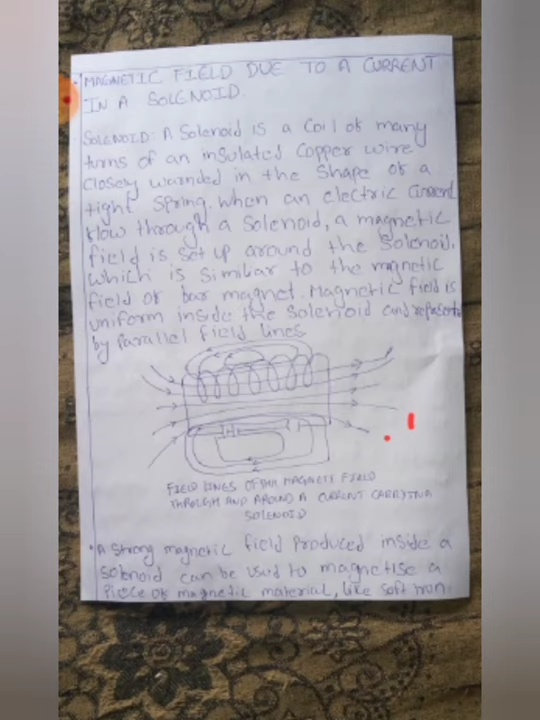 MAGNETIC FIELD DUE TO A CURRENT
IN A SOLENOID.
SOLENOID: A Solenoid is a coil of many
turns of an insulated copper wire
closely warnded in the shape of a
tight spring. when an electric current
flow through a solenoid, a magnetic
field is set up around the solenoid.
which is similiar to the magnetic
field of bar magnet. Magnetic field is
uniform inside the solenoid and represents
by parallel field lines
FIELD LINES OF THE MAGNETI FIELD
THROUGH AND AROUND A CURRENT CARRYING
SOLENOID
• A strong magnetic field produced inside a
solenoid can be used to magnetise a
piece of magnetic material, like soft iron.